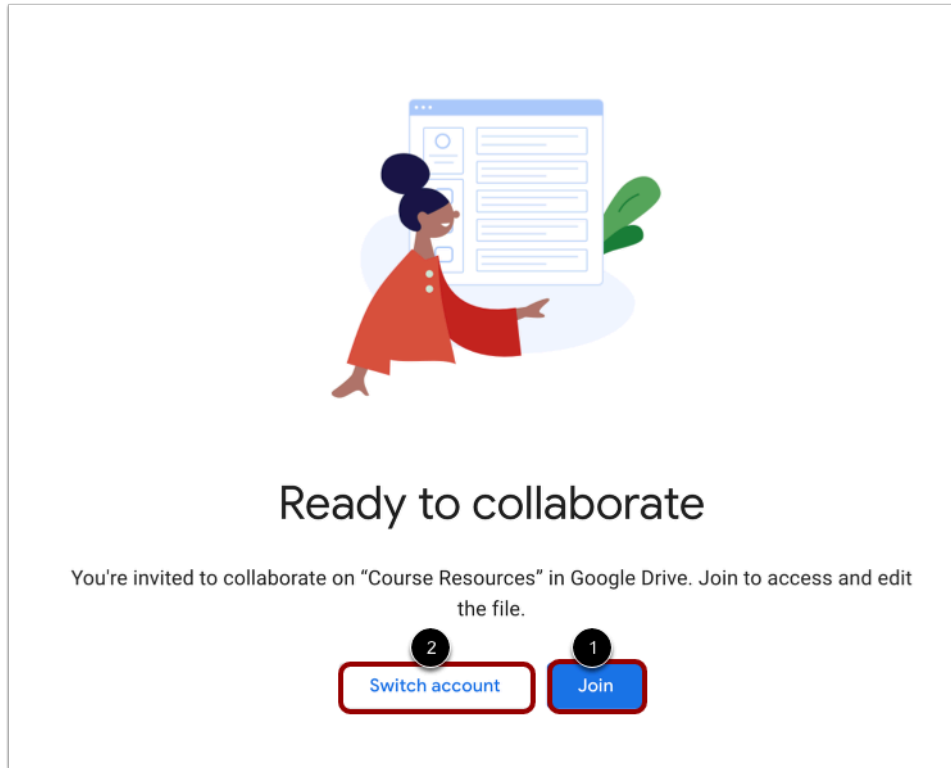 Ready to collaborate
You're invited to collaborate on “Course Resources” in Google Drive. Join to access and edit
the file.
2 1
Switch account Join